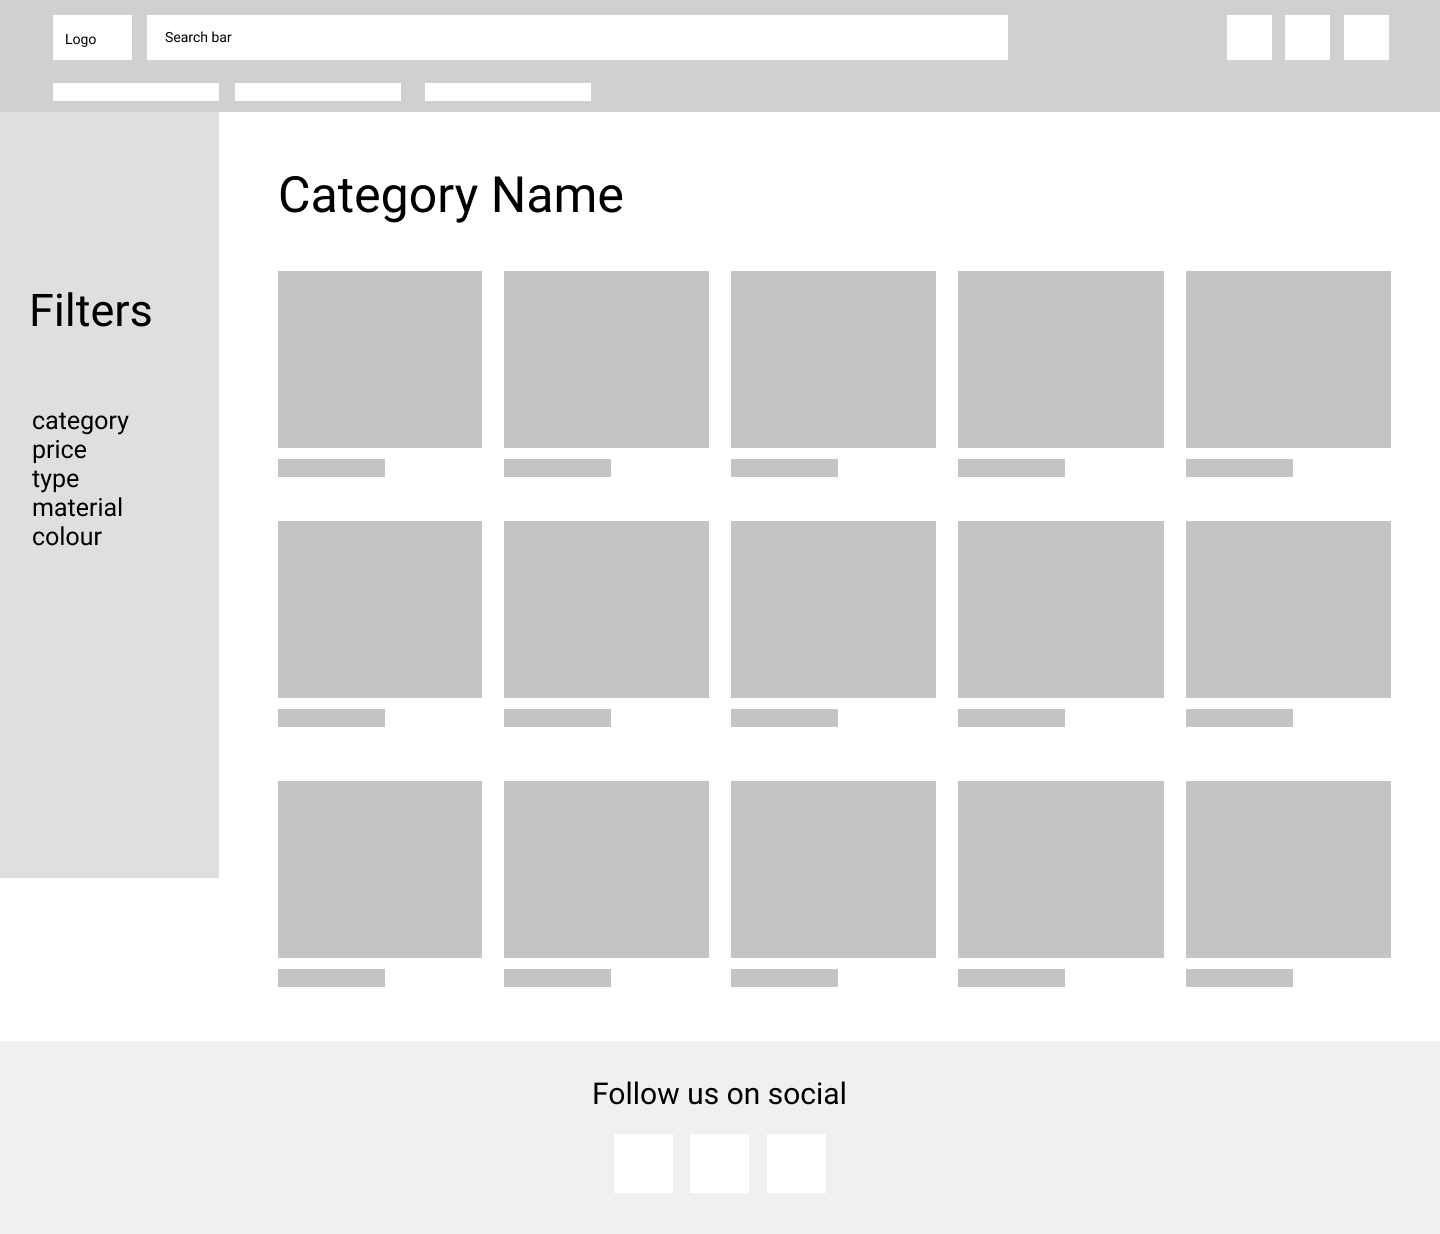 Logo
Search bar
Category Name
Filters
category
price
type
material
colour
Follow us on social